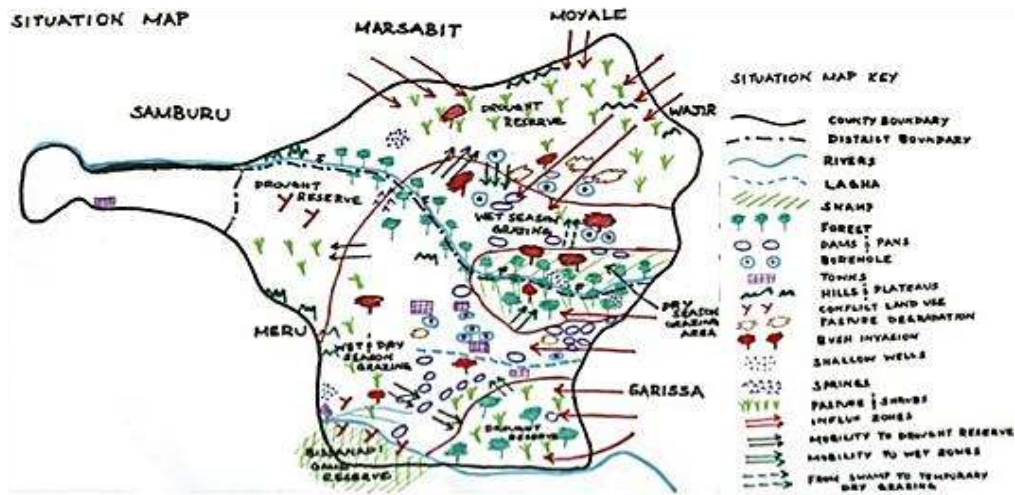 SITUATION MAP
MARSABIT
MOYALE
SAMBURU
WAJIR
DROUGHT
RESERVE
DROUGHT
RESERVE
WET SEASON
GRAZING
DRY
SEASON
GRAZING
AREA
MERU
WET & DRY
SEASON
GRAZING
GARISSA
DROUGHT
RESERVE
RESERVE
SITUATION MAP KEY
COUNTY BOUNDARY
DISTRICT BOUNDARY
RIVERS
LAGHA
SWAMP
FOREST
DAMS & PANS
BOREHOLE
TOWNS
HILLS & PLATEAUS
CONFLICT LAND USE
PASTURE DEGRADATION
BUSH INVASION
SHALLOW WELLS
SPRINGS
PASTURE & SHRUBS
INFLUX ZONES
MOBILITY TO DROUGHT RESERVE
MOBILITY TO WET ZONES
FROM SWAMP TO TEMPORARY
DRY GRAZING